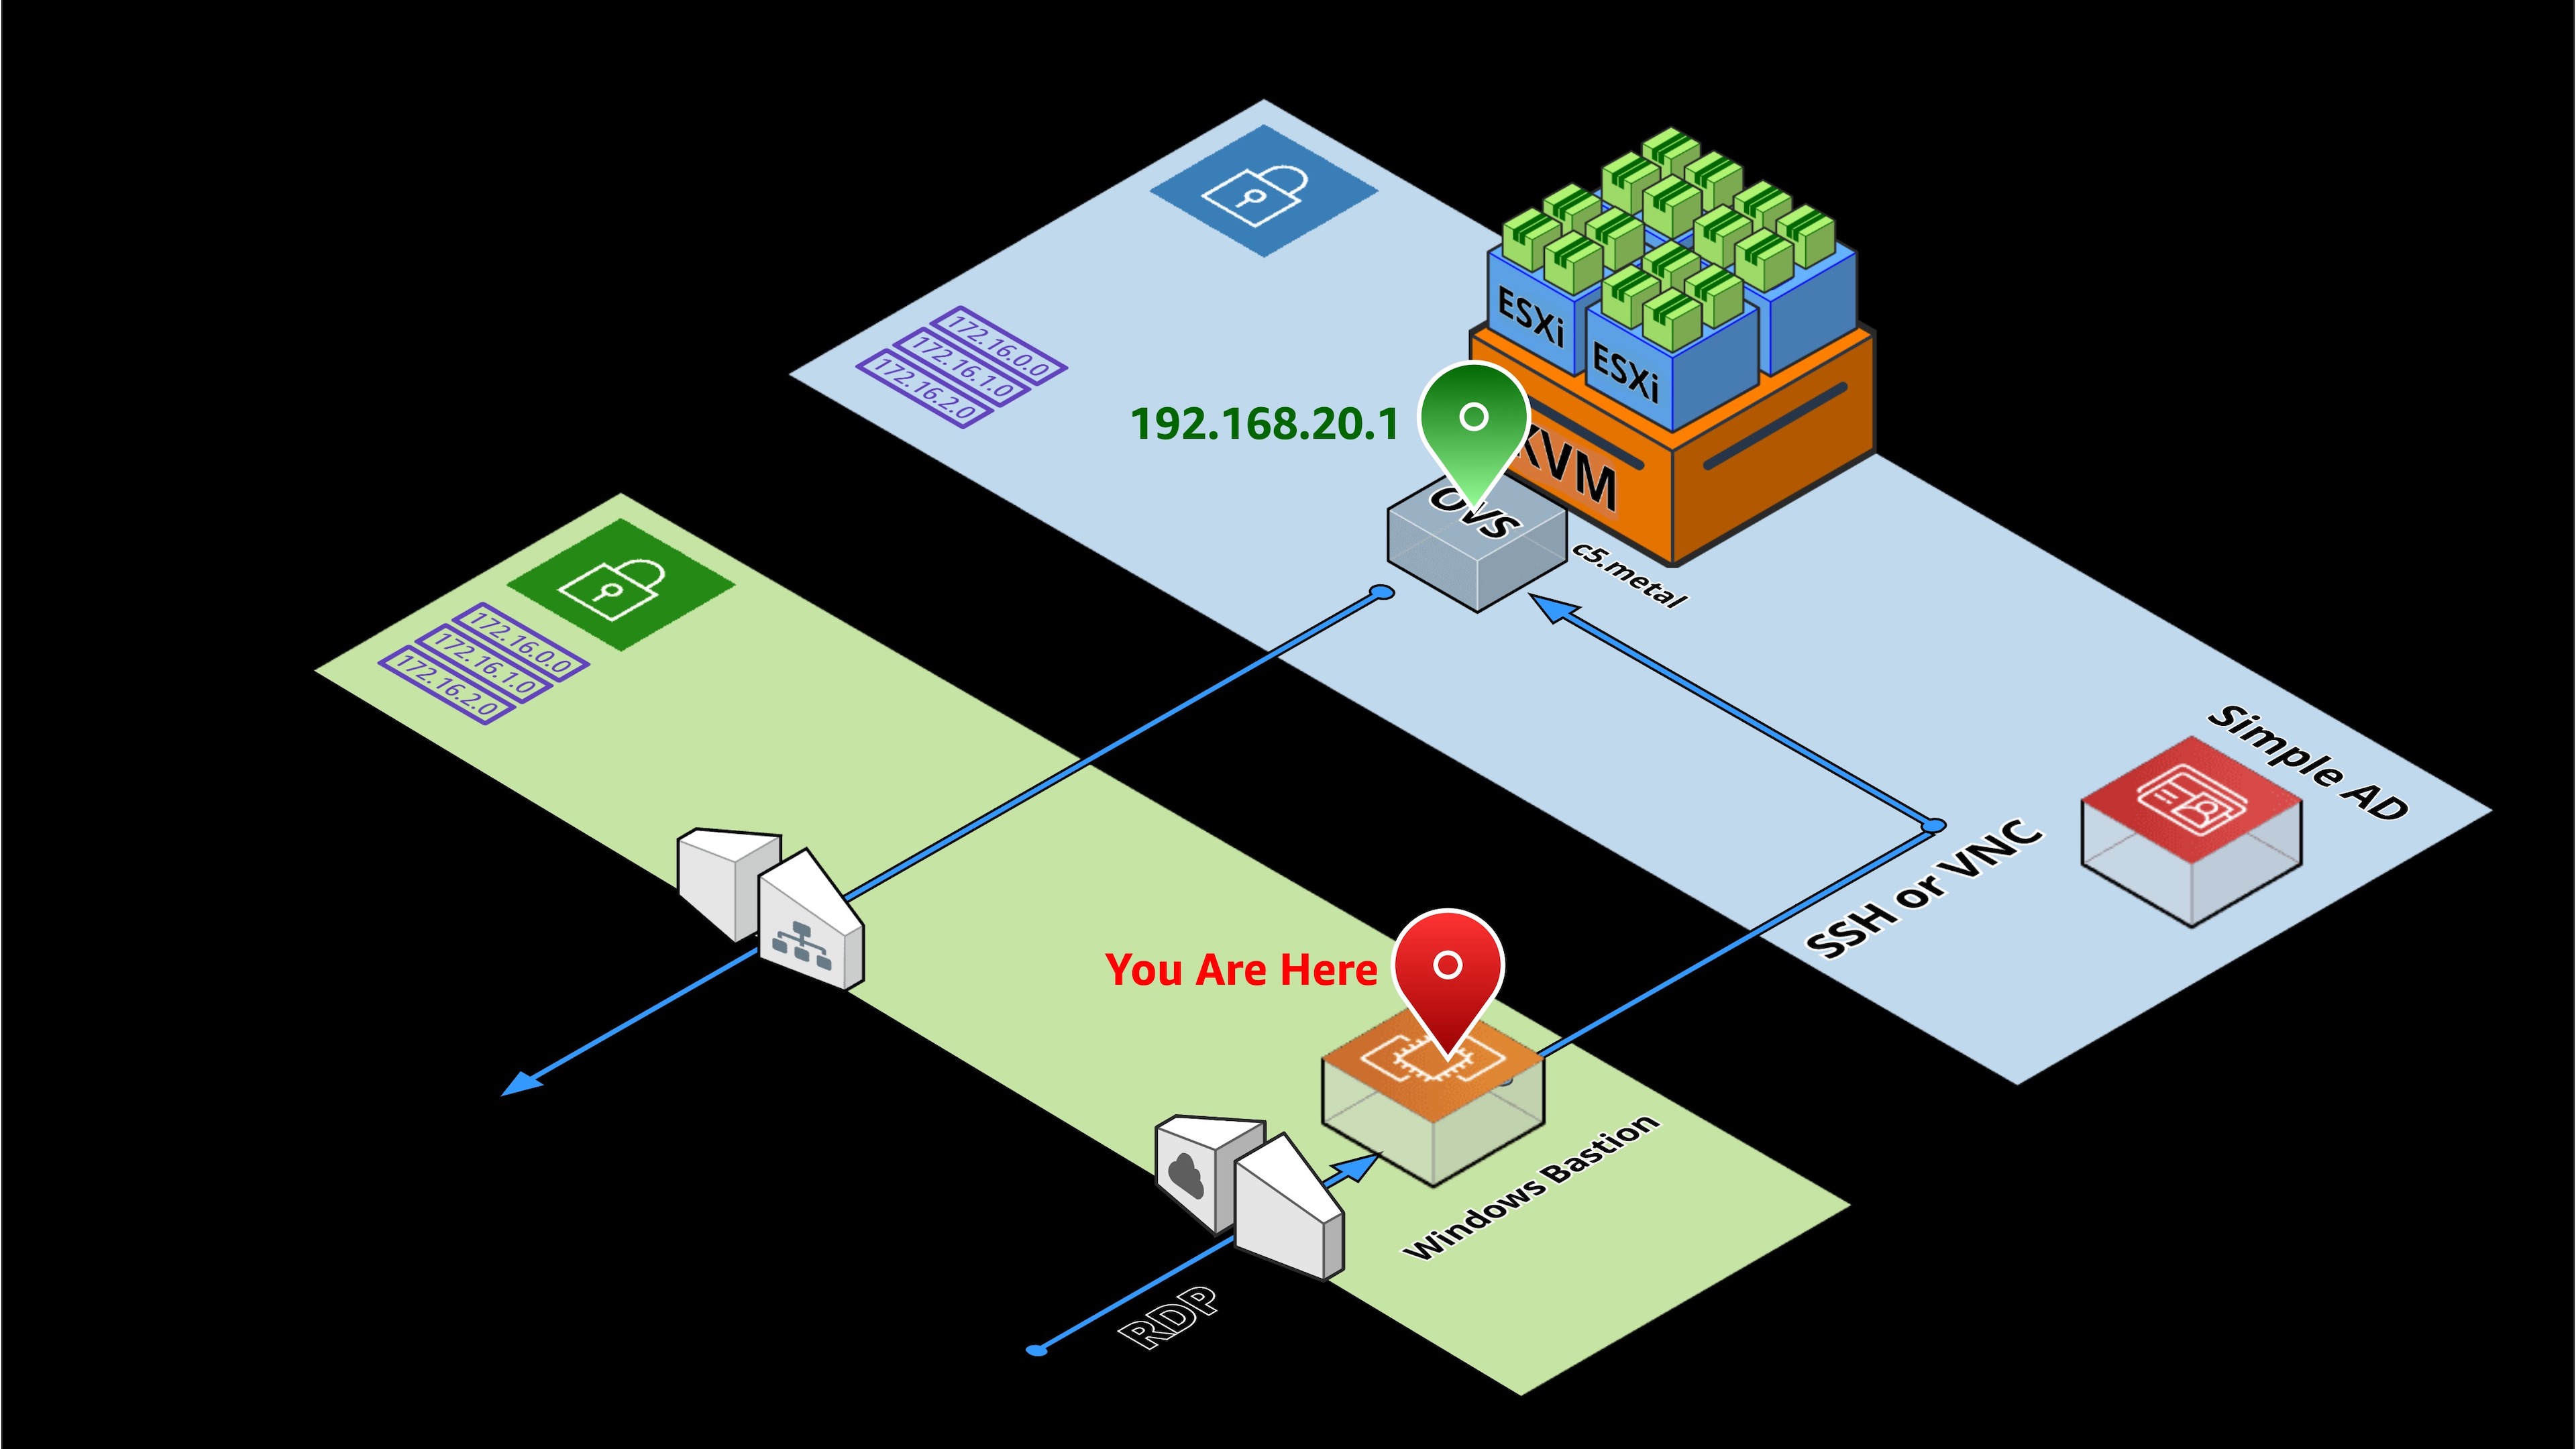 ESXi
ESXi
172.16.0.0
172.16.1.0
172.16.2.0
192.168.20.1
KVM
OVS
c5.metal
172.16.0.0
172.16.1.0
172.16.2.0
Simple AD
SSH or VNC
You Are Here
Windows Bastion
RDP